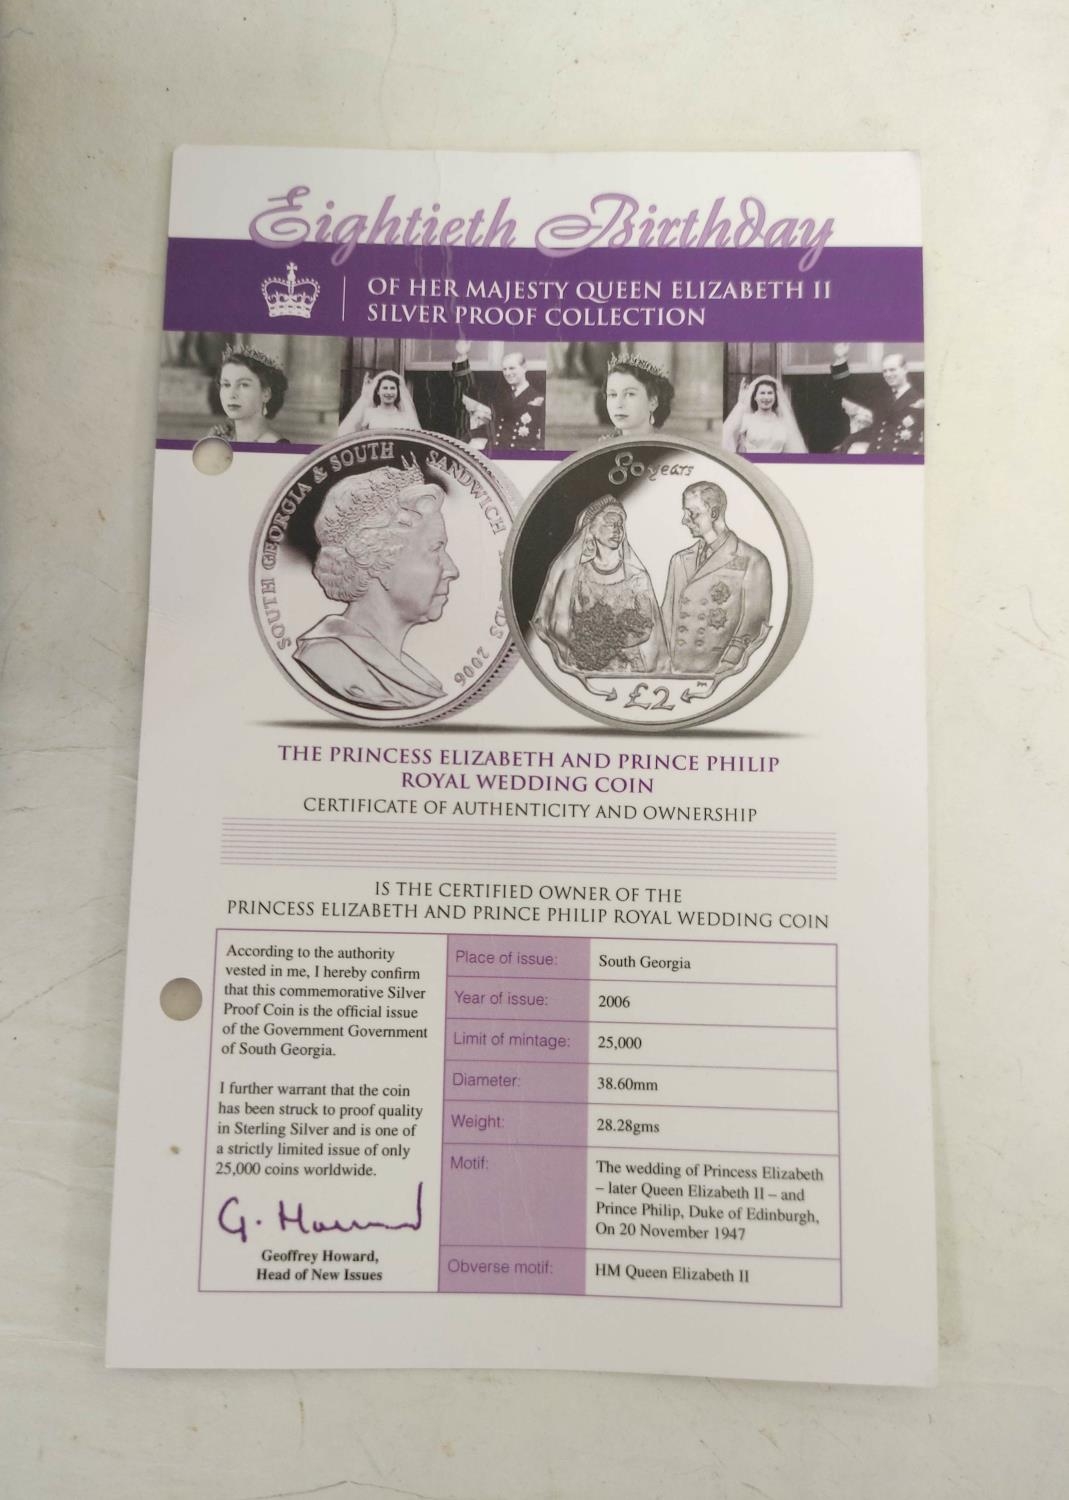 Eightieth Birthday
OF HER MAJESTY QUEEN ELIZABETH II
SILVER PROOF COLLECTION
SOUTH GEORGIA & SOUTH SANDWICH 2006
80 years
£2
THE PRINCESS ELIZABETH AND PRINCE PHILIP
ROYAL WEDDING COIN
CERTIFICATE OF AUTHENTICITY AND OWNERSHIP
IS THE CERTIFIED OWNER OF THE
PRINCESS ELIZABETH AND PRINCE PHILIP ROYAL WEDDING COIN
According to the authority
vested in me, I hereby confirm
that this commemorative Silver
Proof Coin is the official issue
of the Government Government
of South Georgia.
I further warrant that the coin
has been struck to proof quality
in Sterling Silver and is one of
a strictly limited issue of only
25,000 coins worldwide.
G. Howard
Geoffrey Howard,
Head of New Issues
Place of issue: South Georgia
Year of issue: 2006
Limit of mintage: 25,000
Diameter: 38.60mm
Weight: 28.28gms
Motif: The wedding of Princess Elizabeth
– later Queen Elizabeth II – and
Prince Philip, Duke of Edinburgh,
On 20 November 1947
Obverse motif: HM Queen Elizabeth II